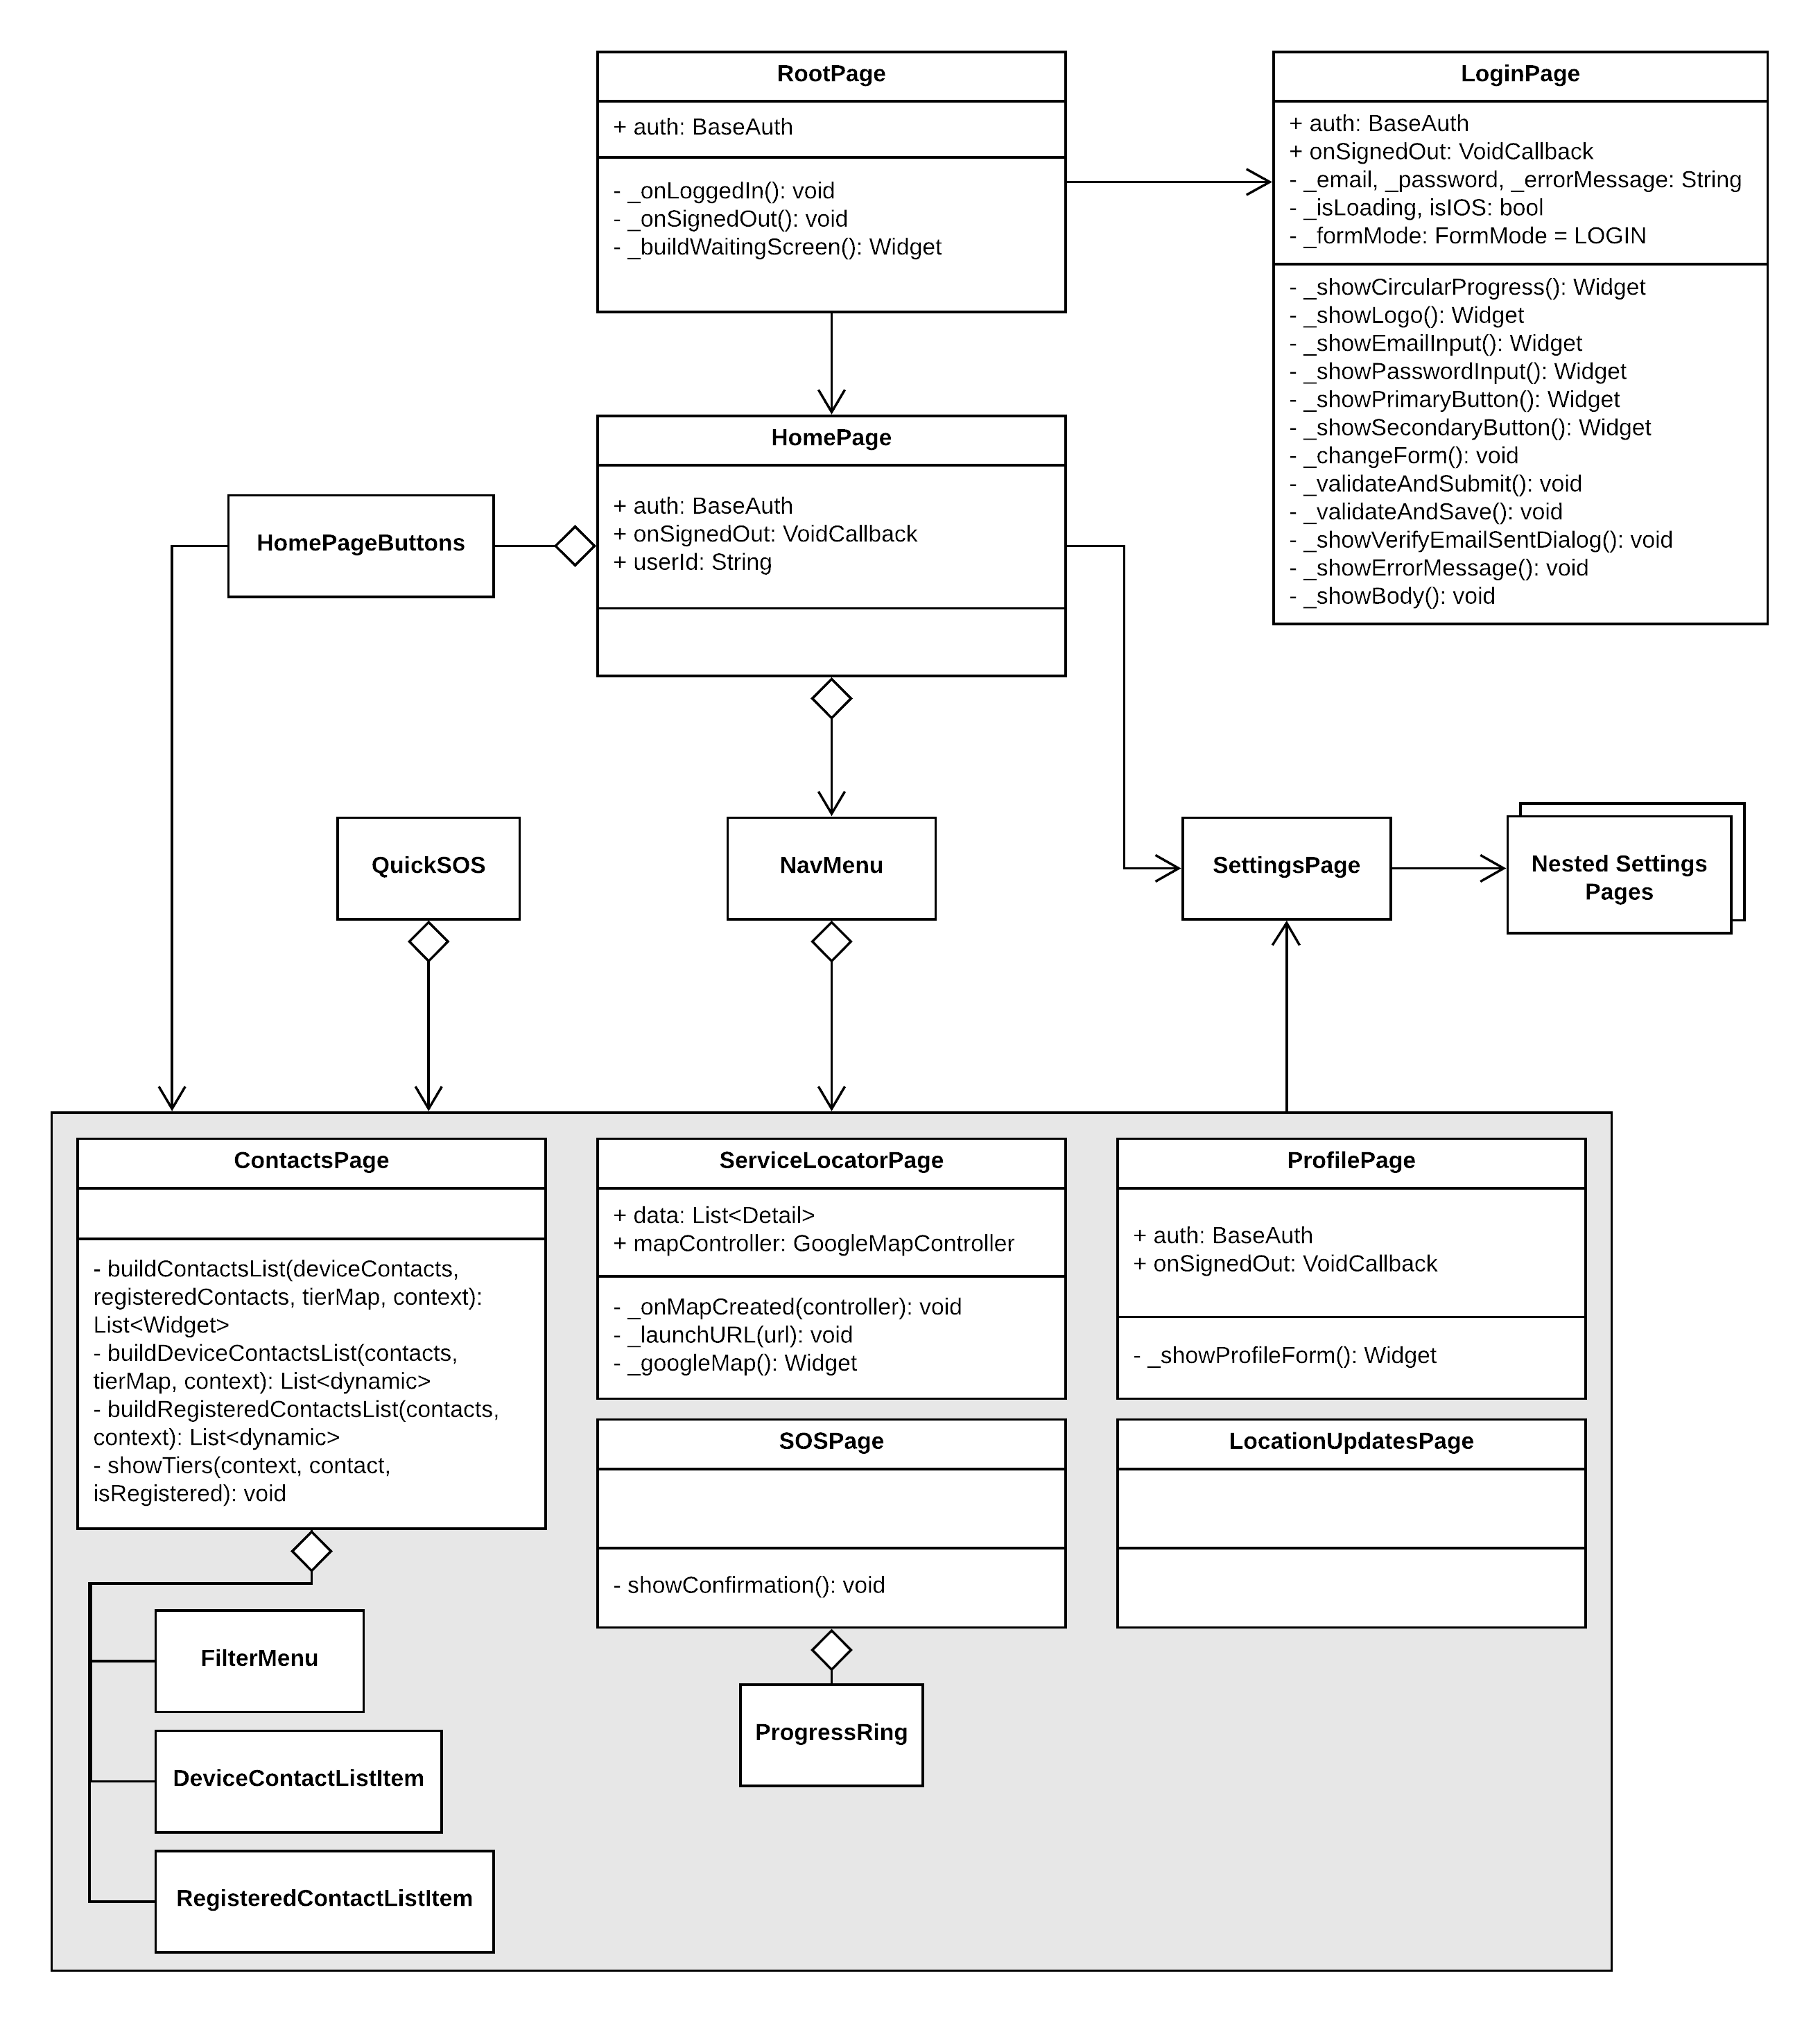 RootPage
+ auth: BaseAuth
- _onLoggedIn(): void
- _onSignedOut(): void
- _buildWaitingScreen(): Widget
LoginPage
+ auth: BaseAuth
+ onSignedOut: VoidCallback
- _email, _password, _errorMessage: String
- _isLoading, isIOS: bool
- _formMode: FormMode = LOGIN
- _showCircularProgress(): Widget
- _showLogo(): Widget
- _showEmailInput(): Widget
- _showPasswordInput(): Widget
- _showPrimaryButton(): Widget
- _showSecondaryButton(): Widget
- _changeForm(): void
- _validateAndSubmit(): void
- _validateAndSave(): void
- _showVerifyEmailSentDialog(): void
- _showErrorMessage(): void
- _showBody(): void
HomePage
+ auth: BaseAuth
+ onSignedOut: VoidCallback
+ userId: String
HomePageButtons
QuickSOS
NavMenu
SettingsPage
Nested Settings
Pages
ContactsPage
- buildContactsList(deviceContacts,
registeredContacts, tierMap, context):
List<Widget>
- buildDeviceContactsList(contacts,
tierMap, context): List<dynamic>
- buildRegisteredContactsList(contacts,
context): List<dynamic>
- showTiers(context, contact,
isRegistered): void
ServiceLocatorPage
+ data: List<Detail>
+ mapController: GoogleMapController
- _onMapCreated(controller): void
- _launchURL(url): void
- _googleMap(): Widget
ProfilePage
+ auth: BaseAuth
+ onSignedOut: VoidCallback
- _showProfileForm(): Widget
SOSPage
- showConfirmation(): void
LocationUpdatesPage
FilterMenu
DeviceContactListItem
RegisteredContactListItem
ProgressRing